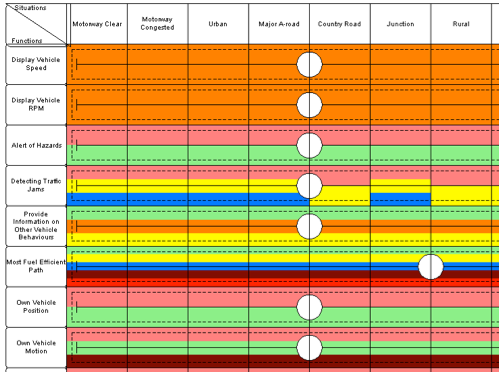 Situations
Functions
Motorway Clear
Motorway
Congested
Urban
Major A-road
Country Road
Junction
Rural
Display Vehicle
Speed
Display Vehicle
RPM
Alert of Hazards
Detecting Traffic
Jams
Provide
Information on
Other Vehicle
Behaviours
Most Fuel Efficient
Path
Own Vehicle
Position
Own Vehicle
Motion